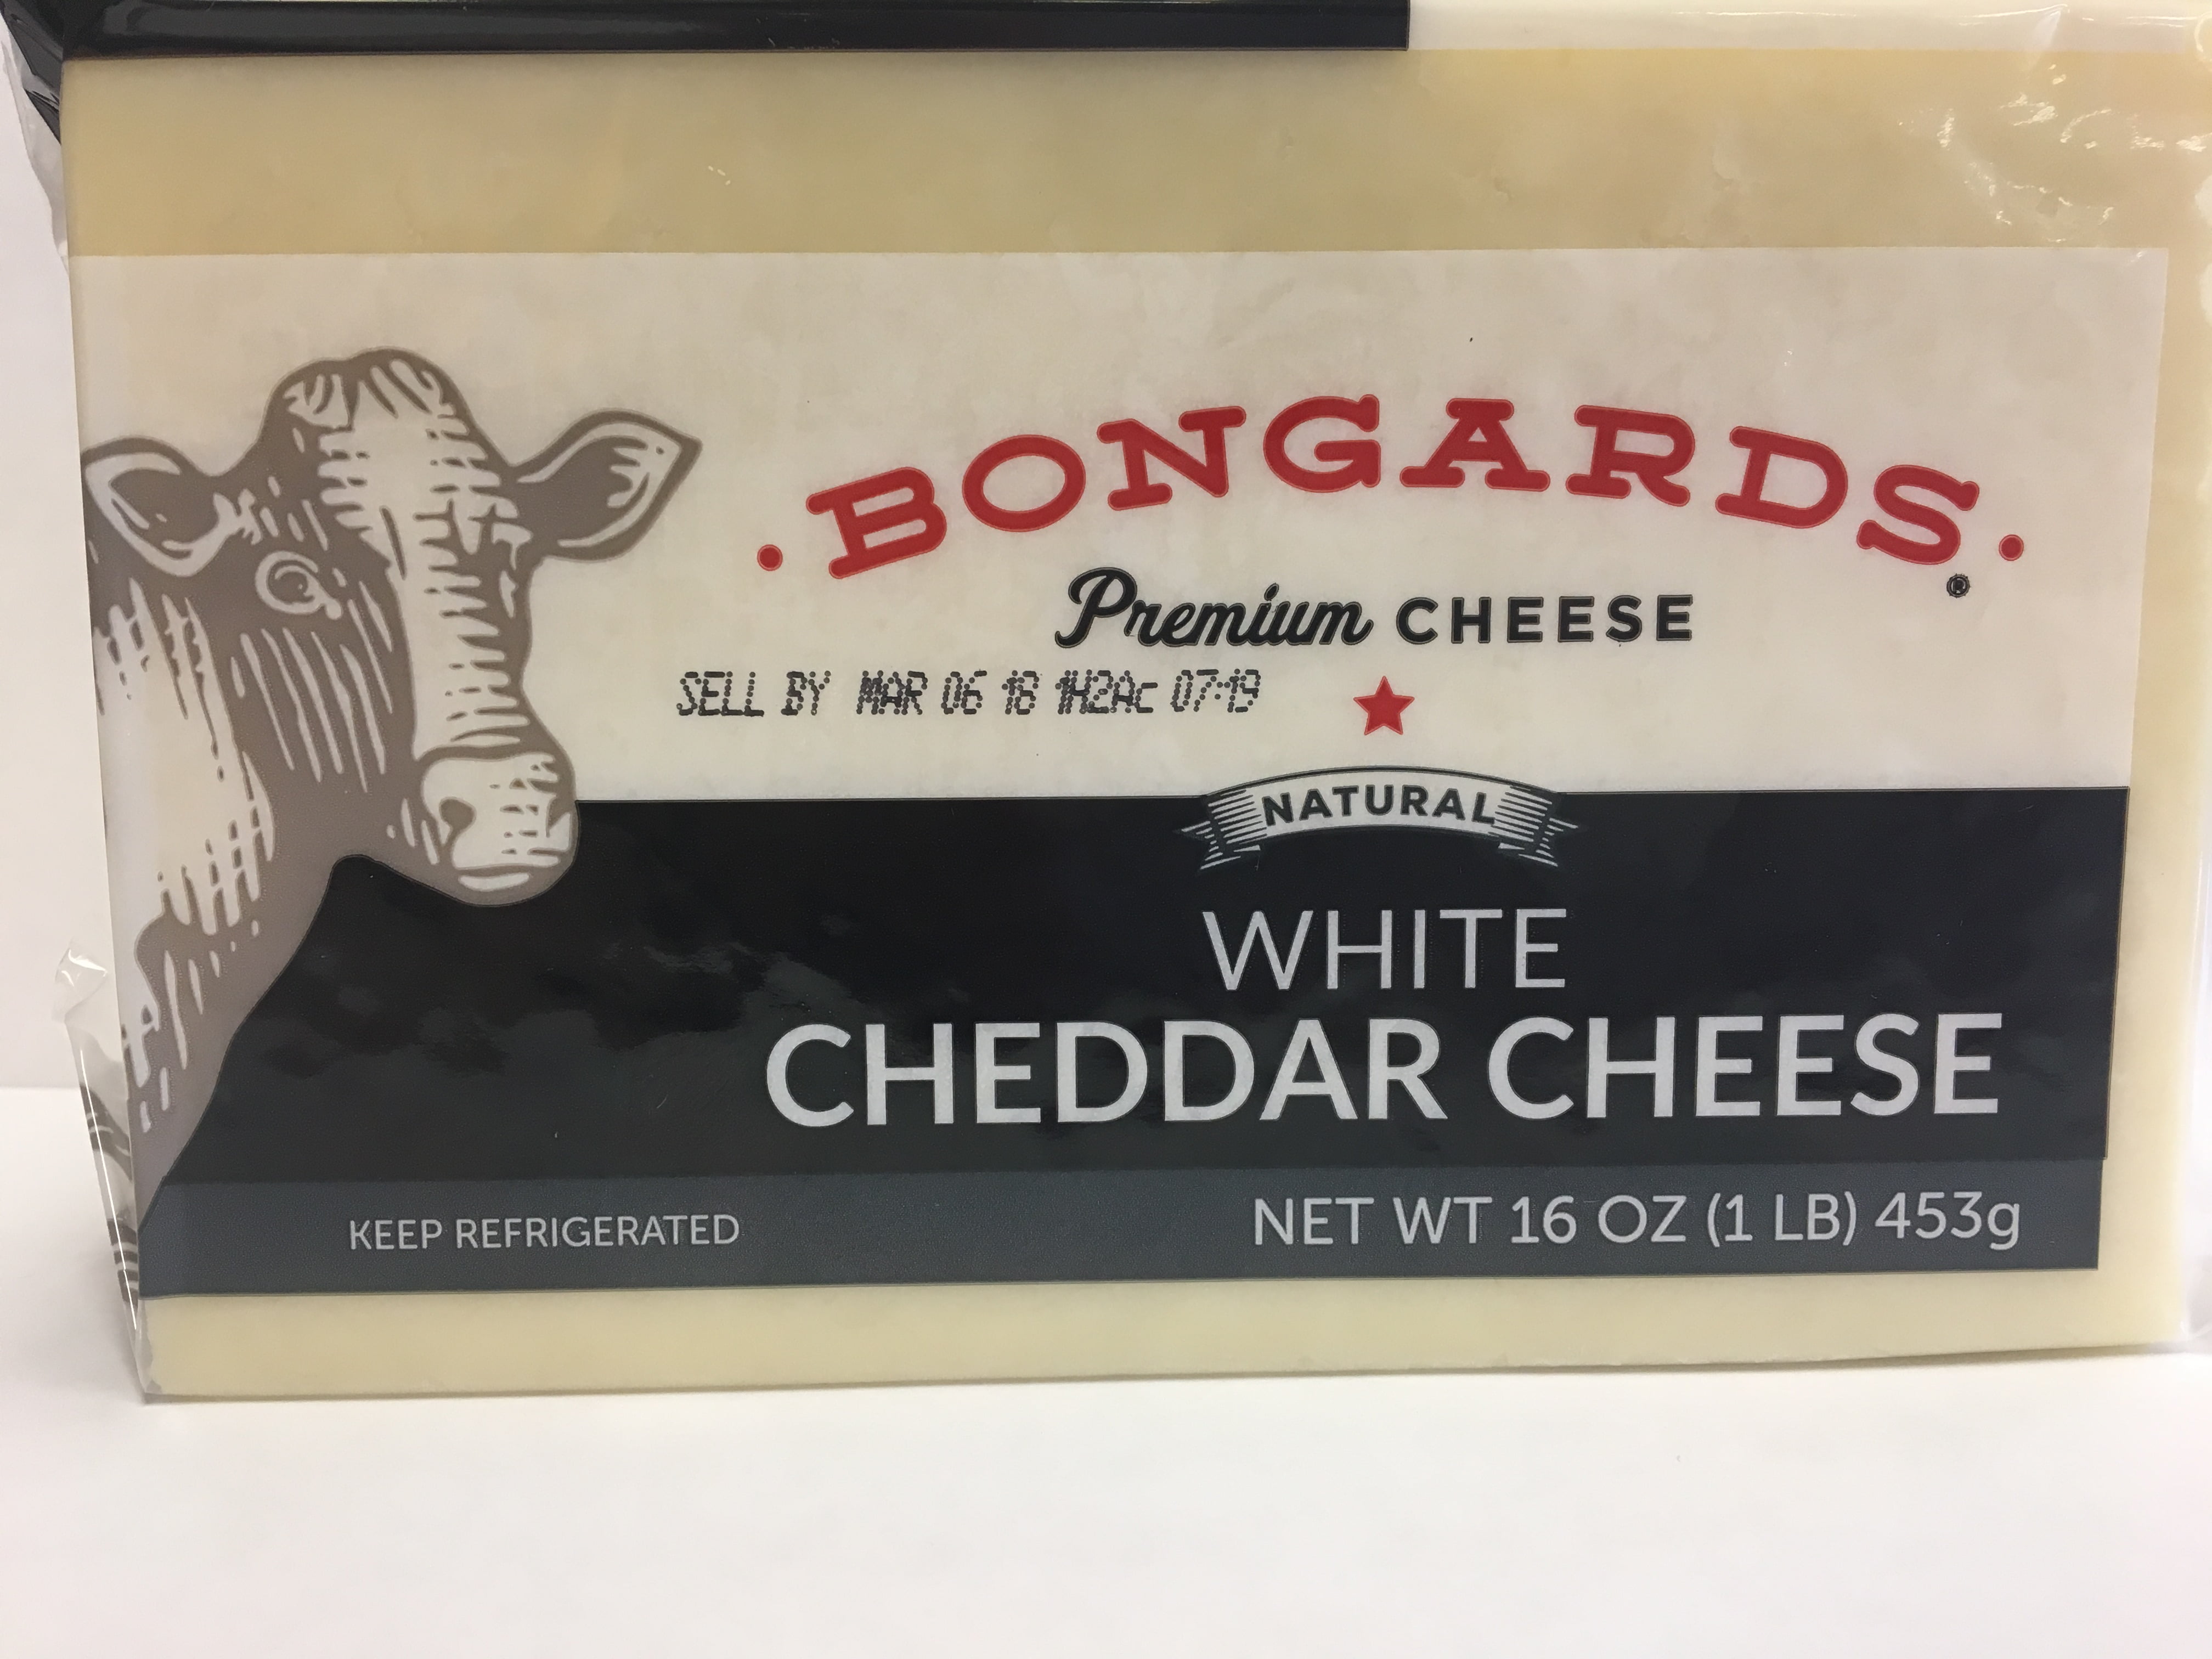 · BONGARDS ·®
Premium CHEESE
SELL BY MAR 06 18 1H2Ac 07:19
NATURAL
WHITE
CHEDDAR CHEESE
KEEP REFRIGERATED
NET WT 16 OZ (1 LB) 453g